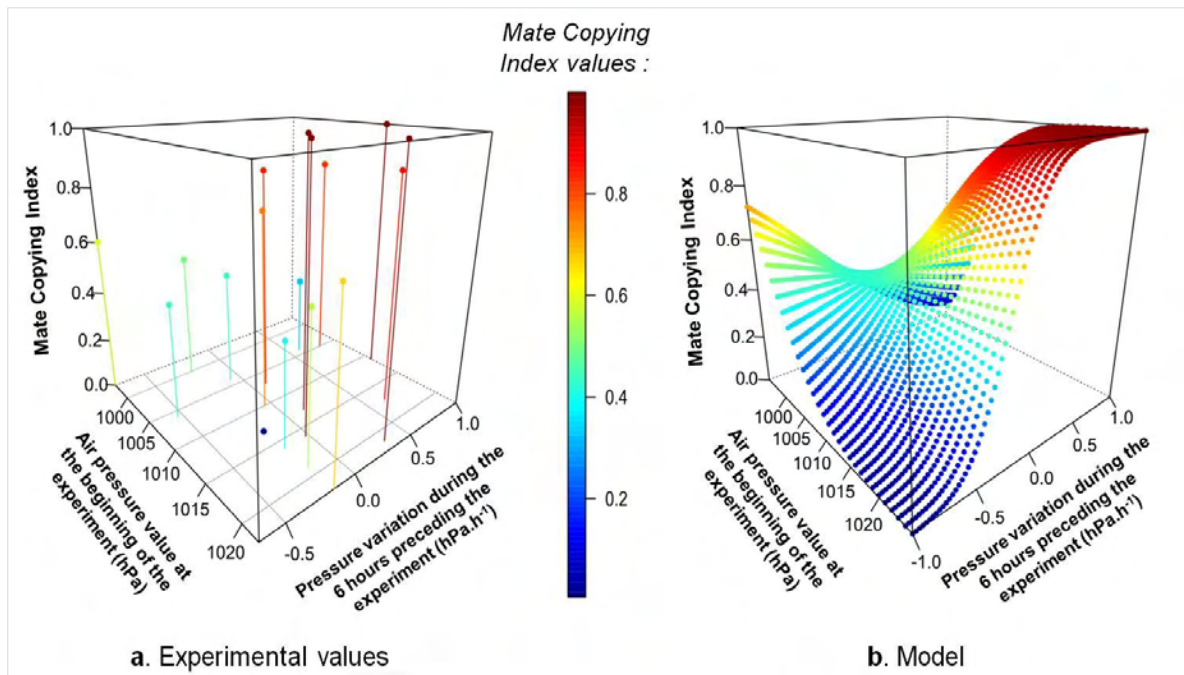 Mate Copying
Index values :
1.0
0.8
0.6
0.4
0.2
0.0
Mate Copying Index
1000
1005
1010
1015
1020
Air pressure value at
the beginning of the
experiment (hPa)
-0.5
0.0
0.5
1.0
Pressure variation during the
6 hours preceding the
experiment (hPa.h⁻¹)
0.8
0.6
0.4
0.2
1.0
0.8
0.6
0.4
0.2
0.0
Mate Copying Index
1000
1005
1010
1015
1020
Air pressure value at
the beginning of the
experiment (hPa)
-1.0
-0.5
0.0
0.5
1.0
Pressure variation during the
6 hours preceding the
experiment (hPa.h⁻¹)
a. Experimental values
b. Model